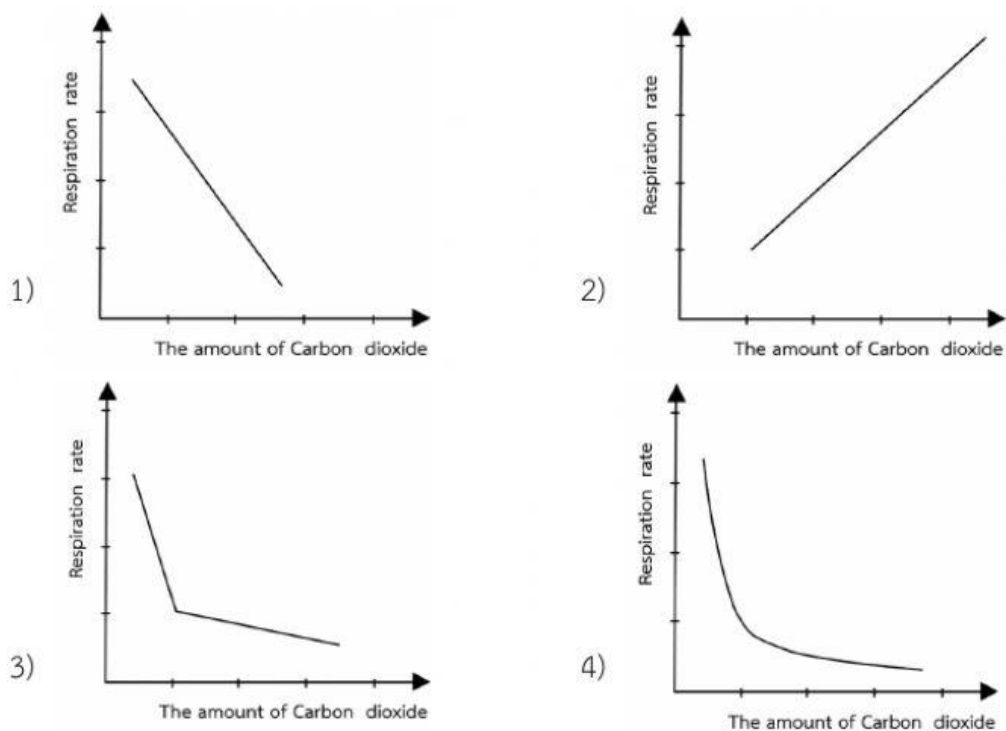 Respiration rate
1)
The amount of Carbon dioxide
Respiration rate
2)
The amount of Carbon dioxide
Respiration rate
3)
The amount of Carbon dioxide
Respiration rate
4)
The amount of Carbon dioxide